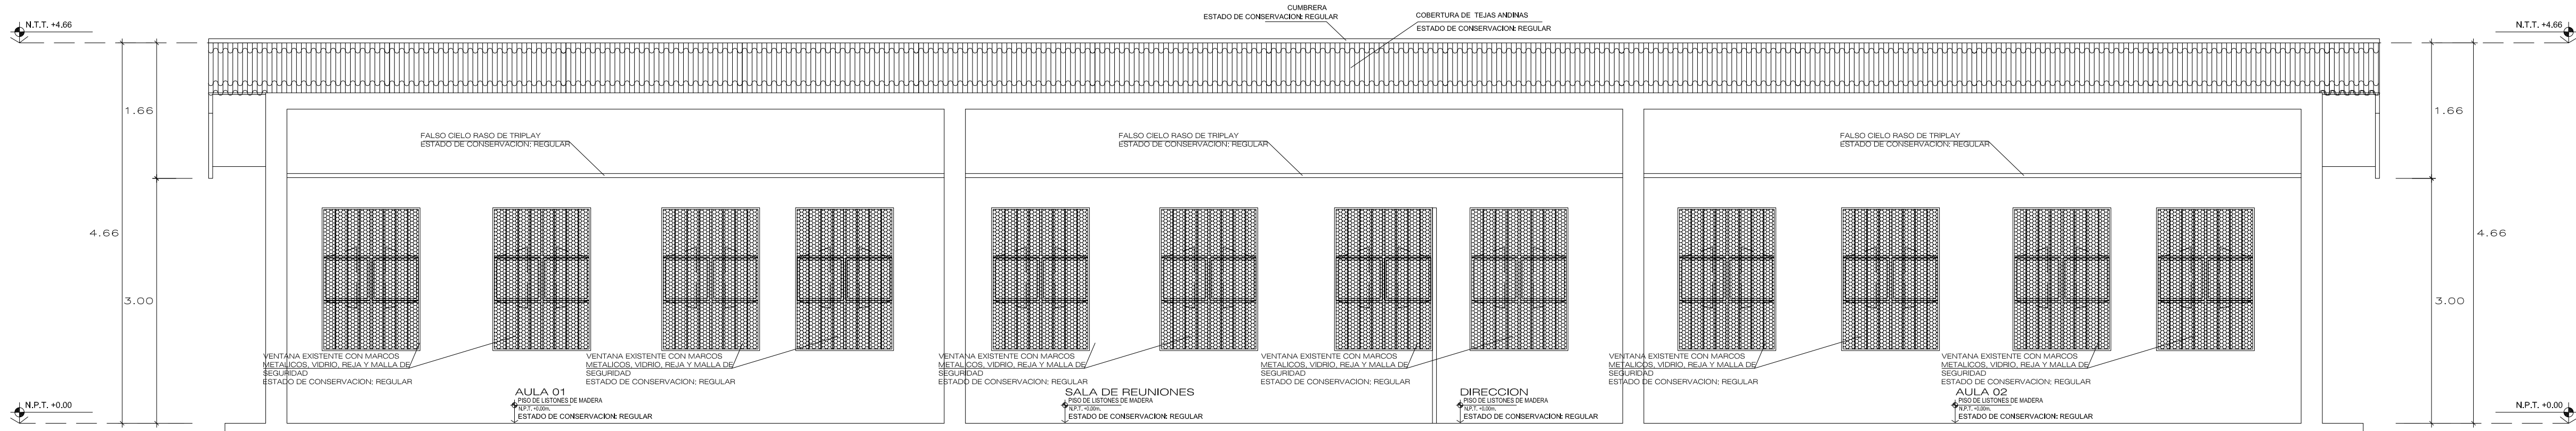 CUMBRERA
ESTADO DE CONSERVACION: REGULAR
COBERTURA DE TEJAS ANDINAS
ESTADO DE CONSERVACION: REGULAR
N.T.T. +4.66
N.T.T. +4.66
1.66
1.66
FALSO CIELO RASO DE TRIPLAY
ESTADO DE CONSERVACION; REGULAR
FALSO CIELO RASO DE TRIPLAY
ESTADO DE CONSERVACION; REGULAR
FALSO CIELO RASO DE TRIPLAY
ESTADO DE CONSERVACION; REGULAR
4.66
4.66
3.00
3.00
VENTANA EXISTENTE CON MARCOS
METALICOS, VIDRIO, REJA Y MALLA DE
SEGURIDAD
ESTADO DE CONSERVACION; REGULAR
VENTANA EXISTENTE CON MARCOS
METALICOS, VIDRIO, REJA Y MALLA DE
SEGURIDAD
ESTADO DE CONSERVACION; REGULAR
VENTANA EXISTENTE CON MARCOS
METALICOS, VIDRIO, REJA Y MALLA DE
SEGURIDAD
ESTADO DE CONSERVACION; REGULAR
VENTANA EXISTENTE CON MARCOS
METALICOS, VIDRIO, REJA Y MALLA DE
SEGURIDAD
ESTADO DE CONSERVACION; REGULAR
VENTANA EXISTENTE CON MARCOS
METALICOS, VIDRIO, REJA Y MALLA DE
SEGURIDAD
ESTADO DE CONSERVACION; REGULAR
VENTANA EXISTENTE CON MARCOS
METALICOS, VIDRIO, REJA Y MALLA DE
SEGURIDAD
ESTADO DE CONSERVACION; REGULAR
AULA 01
PISO DE LISTONES DE MADERA
N.P.T. +0.00m.
ESTADO DE CONSERVACION: REGULAR
SALA DE REUNIONES
PISO DE LISTONES DE MADERA
N.P.T. +0.00m.
ESTADO DE CONSERVACION: REGULAR
DIRECCION
PISO DE LISTONES DE MADERA
N.P.T. +0.00m.
ESTADO DE CONSERVACION: REGULAR
AULA 02
PISO DE LISTONES DE MADERA
N.P.T. +0.00m.
ESTADO DE CONSERVACION: REGULAR
N.P.T. +0.00
N.P.T. +0.00